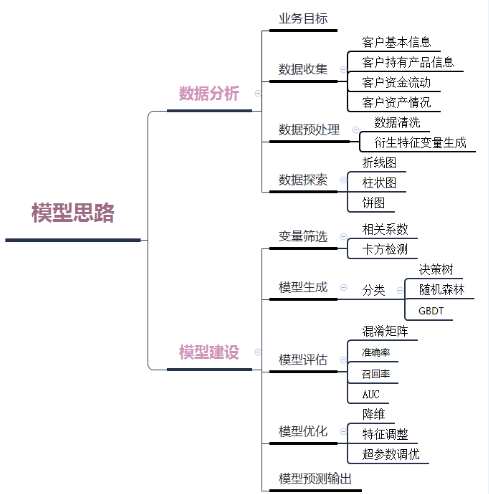 模型思路
数据分析
业务目标
数据收集
客户基本信息
客户持有产品信息
客户资金流动
客户资产情况
数据预处理
数据清洗
衍生特征变量生成
数据探索
折线图
柱状图
饼图
模型建设
变量筛选
相关系数
卡方检测
模型生成
分类
决策树
随机森林
GBDT
模型评估
混淆矩阵
准确率
召回率
AUC
模型优化
降维
特征调整
超参数调优
模型预测输出